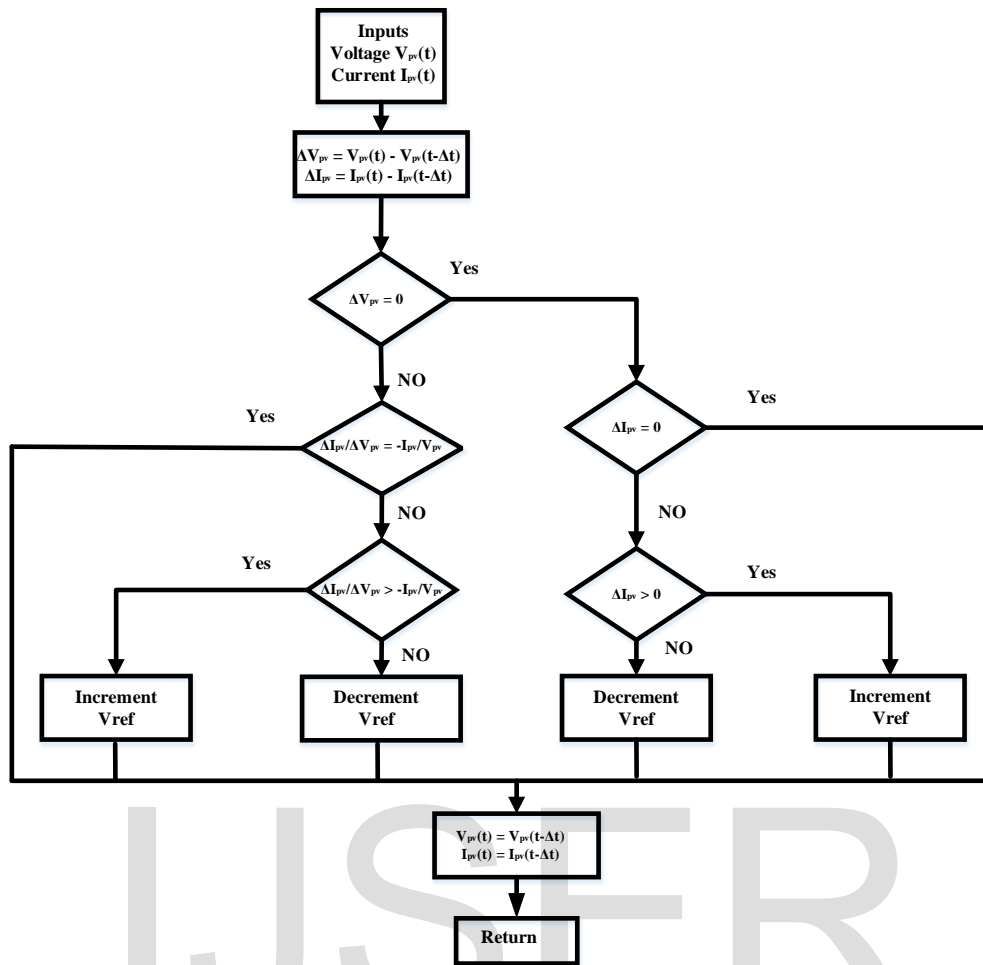 Inputs
Voltage Vpv(t)
Current Ipv(t)
ΔVpv = Vpv(t) - Vpv(t-Δt)
ΔIpv = Ipv(t) - Ipv(t-Δt)
Yes
ΔVpv = 0
NO
Yes
Yes
ΔIpv/ΔVpv = -Ipv/Vpv
ΔIpv = 0
NO
NO
Yes
Yes
ΔIpv/ΔVpv > -Ipv/Vpv
ΔIpv > 0
NO
NO
Increment
Vref
Decrement
Vref
Decrement
Vref
Increment
Vref
Vpv(t) = Vpv(t-Δt)
Ipv(t) = Ipv(t-Δt)
Return
IJSER